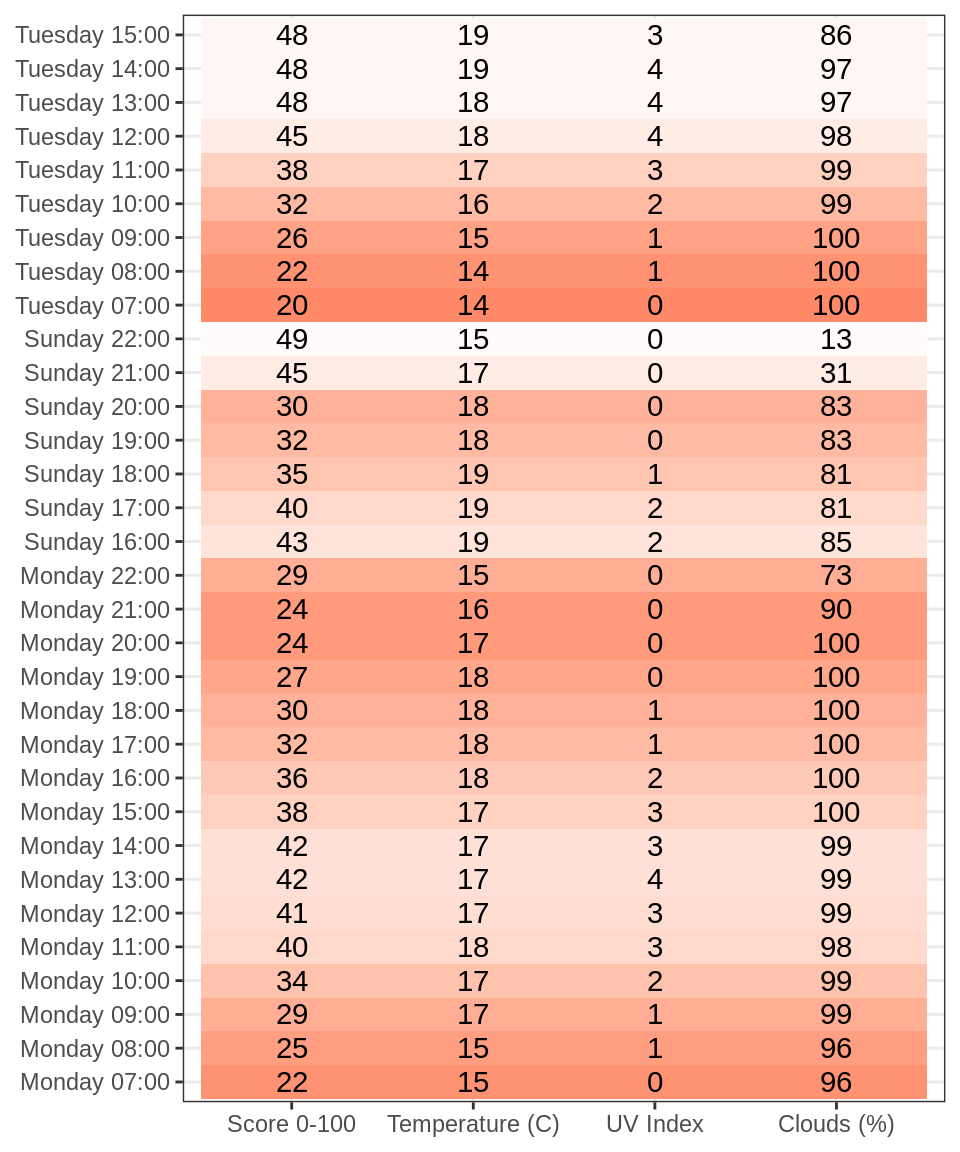 Tuesday 15:00 48 19 3 86
Tuesday 14:00 48 19 4 97
Tuesday 13:00 48 18 4 97
Tuesday 12:00 45 18 4 98
Tuesday 11:00 38 17 3 99
Tuesday 10:00 32 16 2 99
Tuesday 09:00 26 15 1 100
Tuesday 08:00 22 14 1 100
Tuesday 07:00 20 14 0 100
Sunday 22:00 49 15 0 13
Sunday 21:00 45 17 0 31
Sunday 20:00 30 18 0 83
Sunday 19:00 32 18 0 83
Sunday 18:00 35 19 1 81
Sunday 17:00 40 19 2 81
Sunday 16:00 43 19 2 85
Monday 22:00 29 15 0 73
Monday 21:00 24 16 0 90
Monday 20:00 24 17 0 100
Monday 19:00 27 18 0 100
Monday 18:00 30 18 1 100
Monday 17:00 32 18 1 100
Monday 16:00 36 18 2 100
Monday 15:00 38 17 3 100
Monday 14:00 42 17 3 99
Monday 13:00 42 17 4 99
Monday 12:00 41 17 3 99
Monday 11:00 40 18 3 98
Monday 10:00 34 17 2 99
Monday 09:00 29 17 1 99
Monday 08:00 25 15 1 96
Monday 07:00 22 15 0 96
Score 0-100 Temperature (C) UV Index Clouds (%)